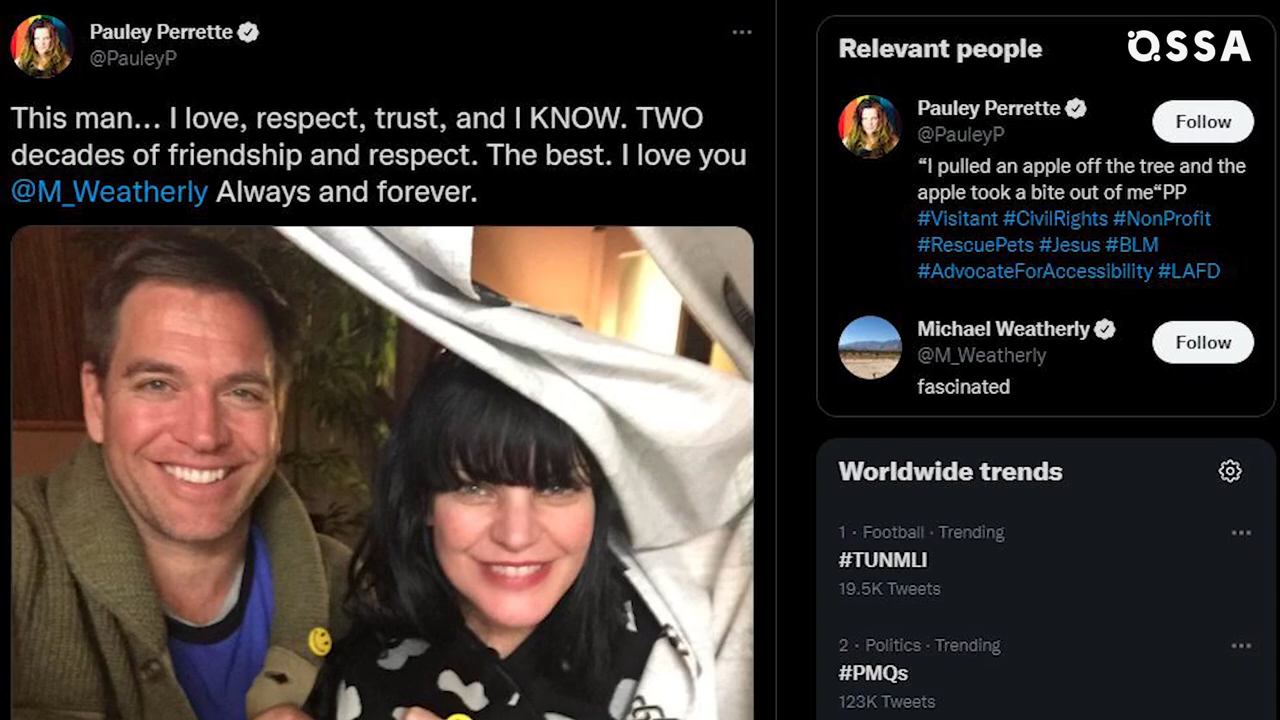 Pauley Perrette
@PauleyP
This man... I love, respect, trust, and I KNOW. TWO
decades of friendship and respect. The best. I love you
@M_Weatherly Always and forever.
Relevant people
OSSA
Pauley Perrette
@PauleyP
Follow
“I pulled an apple off the tree and the
apple took a bite out of me“PP
#Visitant #CivilRights #NonProfit
#RescuePets #Jesus #BLM
#AdvocateForAccessibility #LAFD
Michael Weatherly
@M_Weatherly
Follow
fascinated
Worldwide trends
1 · Football · Trending
#TUNMLI
19.5K Tweets
2 · Politics · Trending
#PMQs
123K Tweets